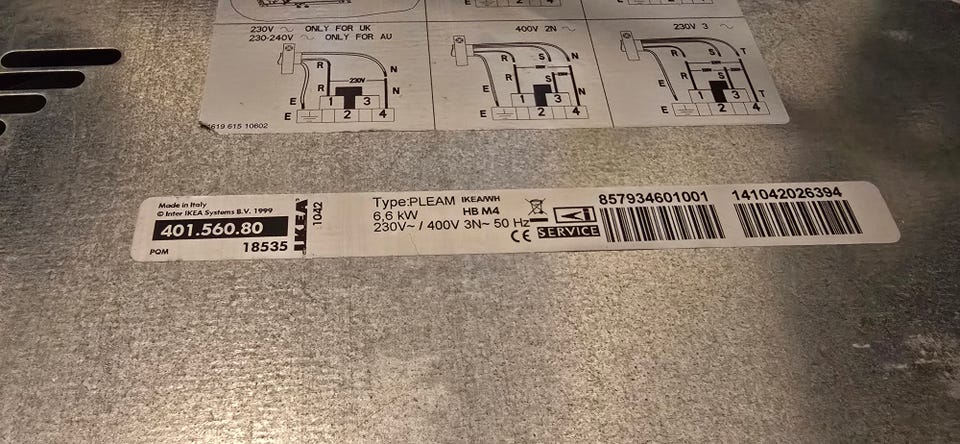 230V ~ ONLY FOR UK
230-240V ~ ONLY FOR AU
R
N
R
230V
N
E
E
1
3
2
4
400V 2N ~
S
R
N
E
R
S
N
E
1
3
2
4
230V 3 ~
S
R
T
E
R
S
T
E
1
3
2
4
4619 615 10602
Made in Italy
© Inter IKEA Systems B.V. 1999
401.560.80
PQM
18535
IKEA
1042
Type:PLEAM IKEA/WH
6,6 kW HB M4
230V~ / 400V 3N~ 50 Hz
CE
SERVICE
857934601001
141042026394